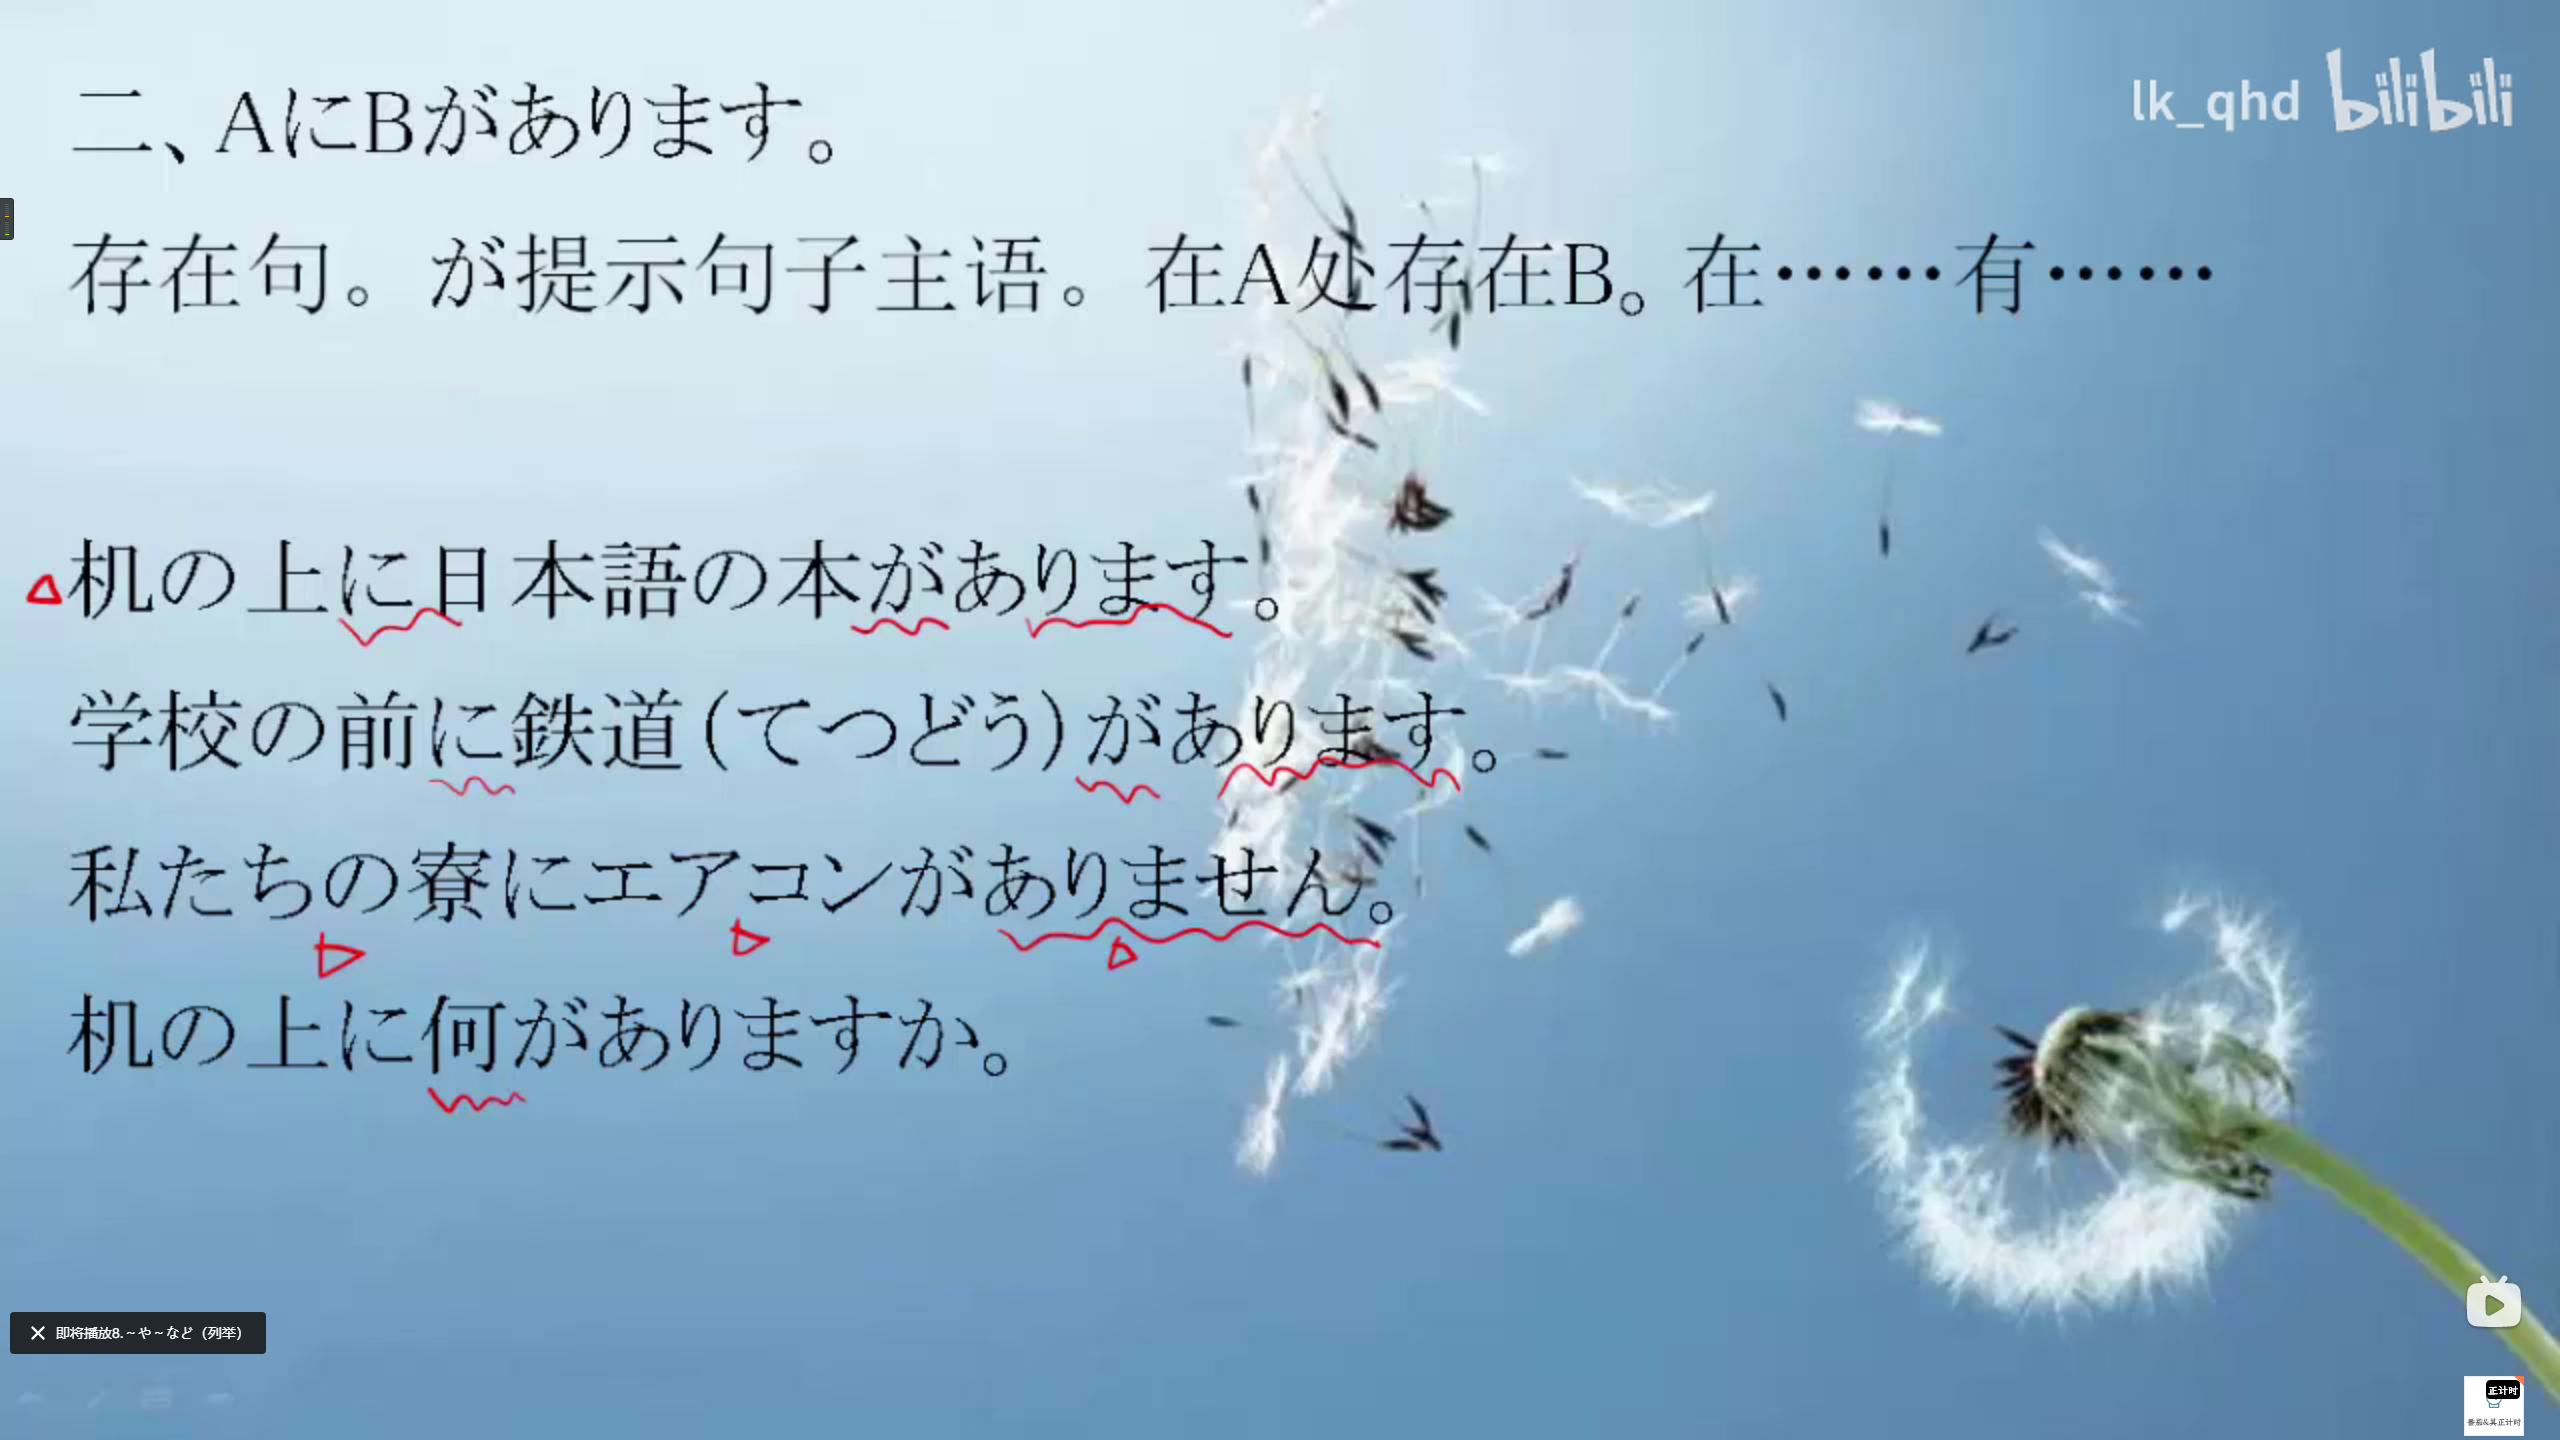 lk_qhd bilibili
二、AにBがあります。
存在句。が提示句子主语。在A处存在B。在……有……
机の上に日本語の本があります。
学校の前に鉄道(てつどう)があります。
私たちの寮にエアコンがありません。
机の上に何がありますか。
即将播放8.～や～など（列举）
正计时
番茄&其正计时